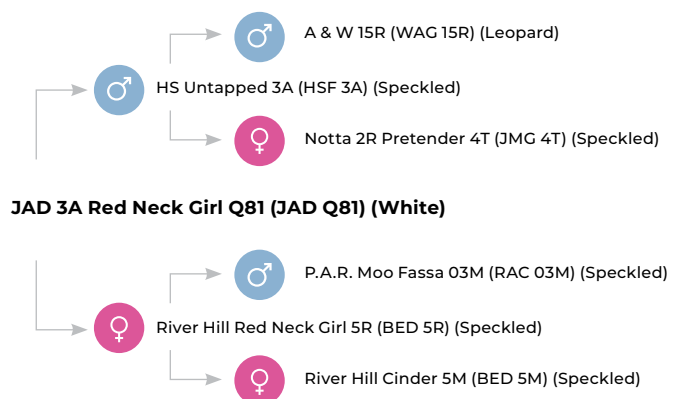 A & W 15R (WAG 15R) (Leopard)
HS Untapped 3A (HSF 3A) (Speckled)
Notta 2R Pretender 4T (JMG 4T) (Speckled)
JAD 3A Red Neck Girl Q81 (JAD Q81) (White)
P.A.R. Moo Fassa 03M (RAC 03M) (Speckled)
River Hill Red Neck Girl 5R (BED 5R) (Speckled)
River Hill Cinder 5M (BED 5M) (Speckled)